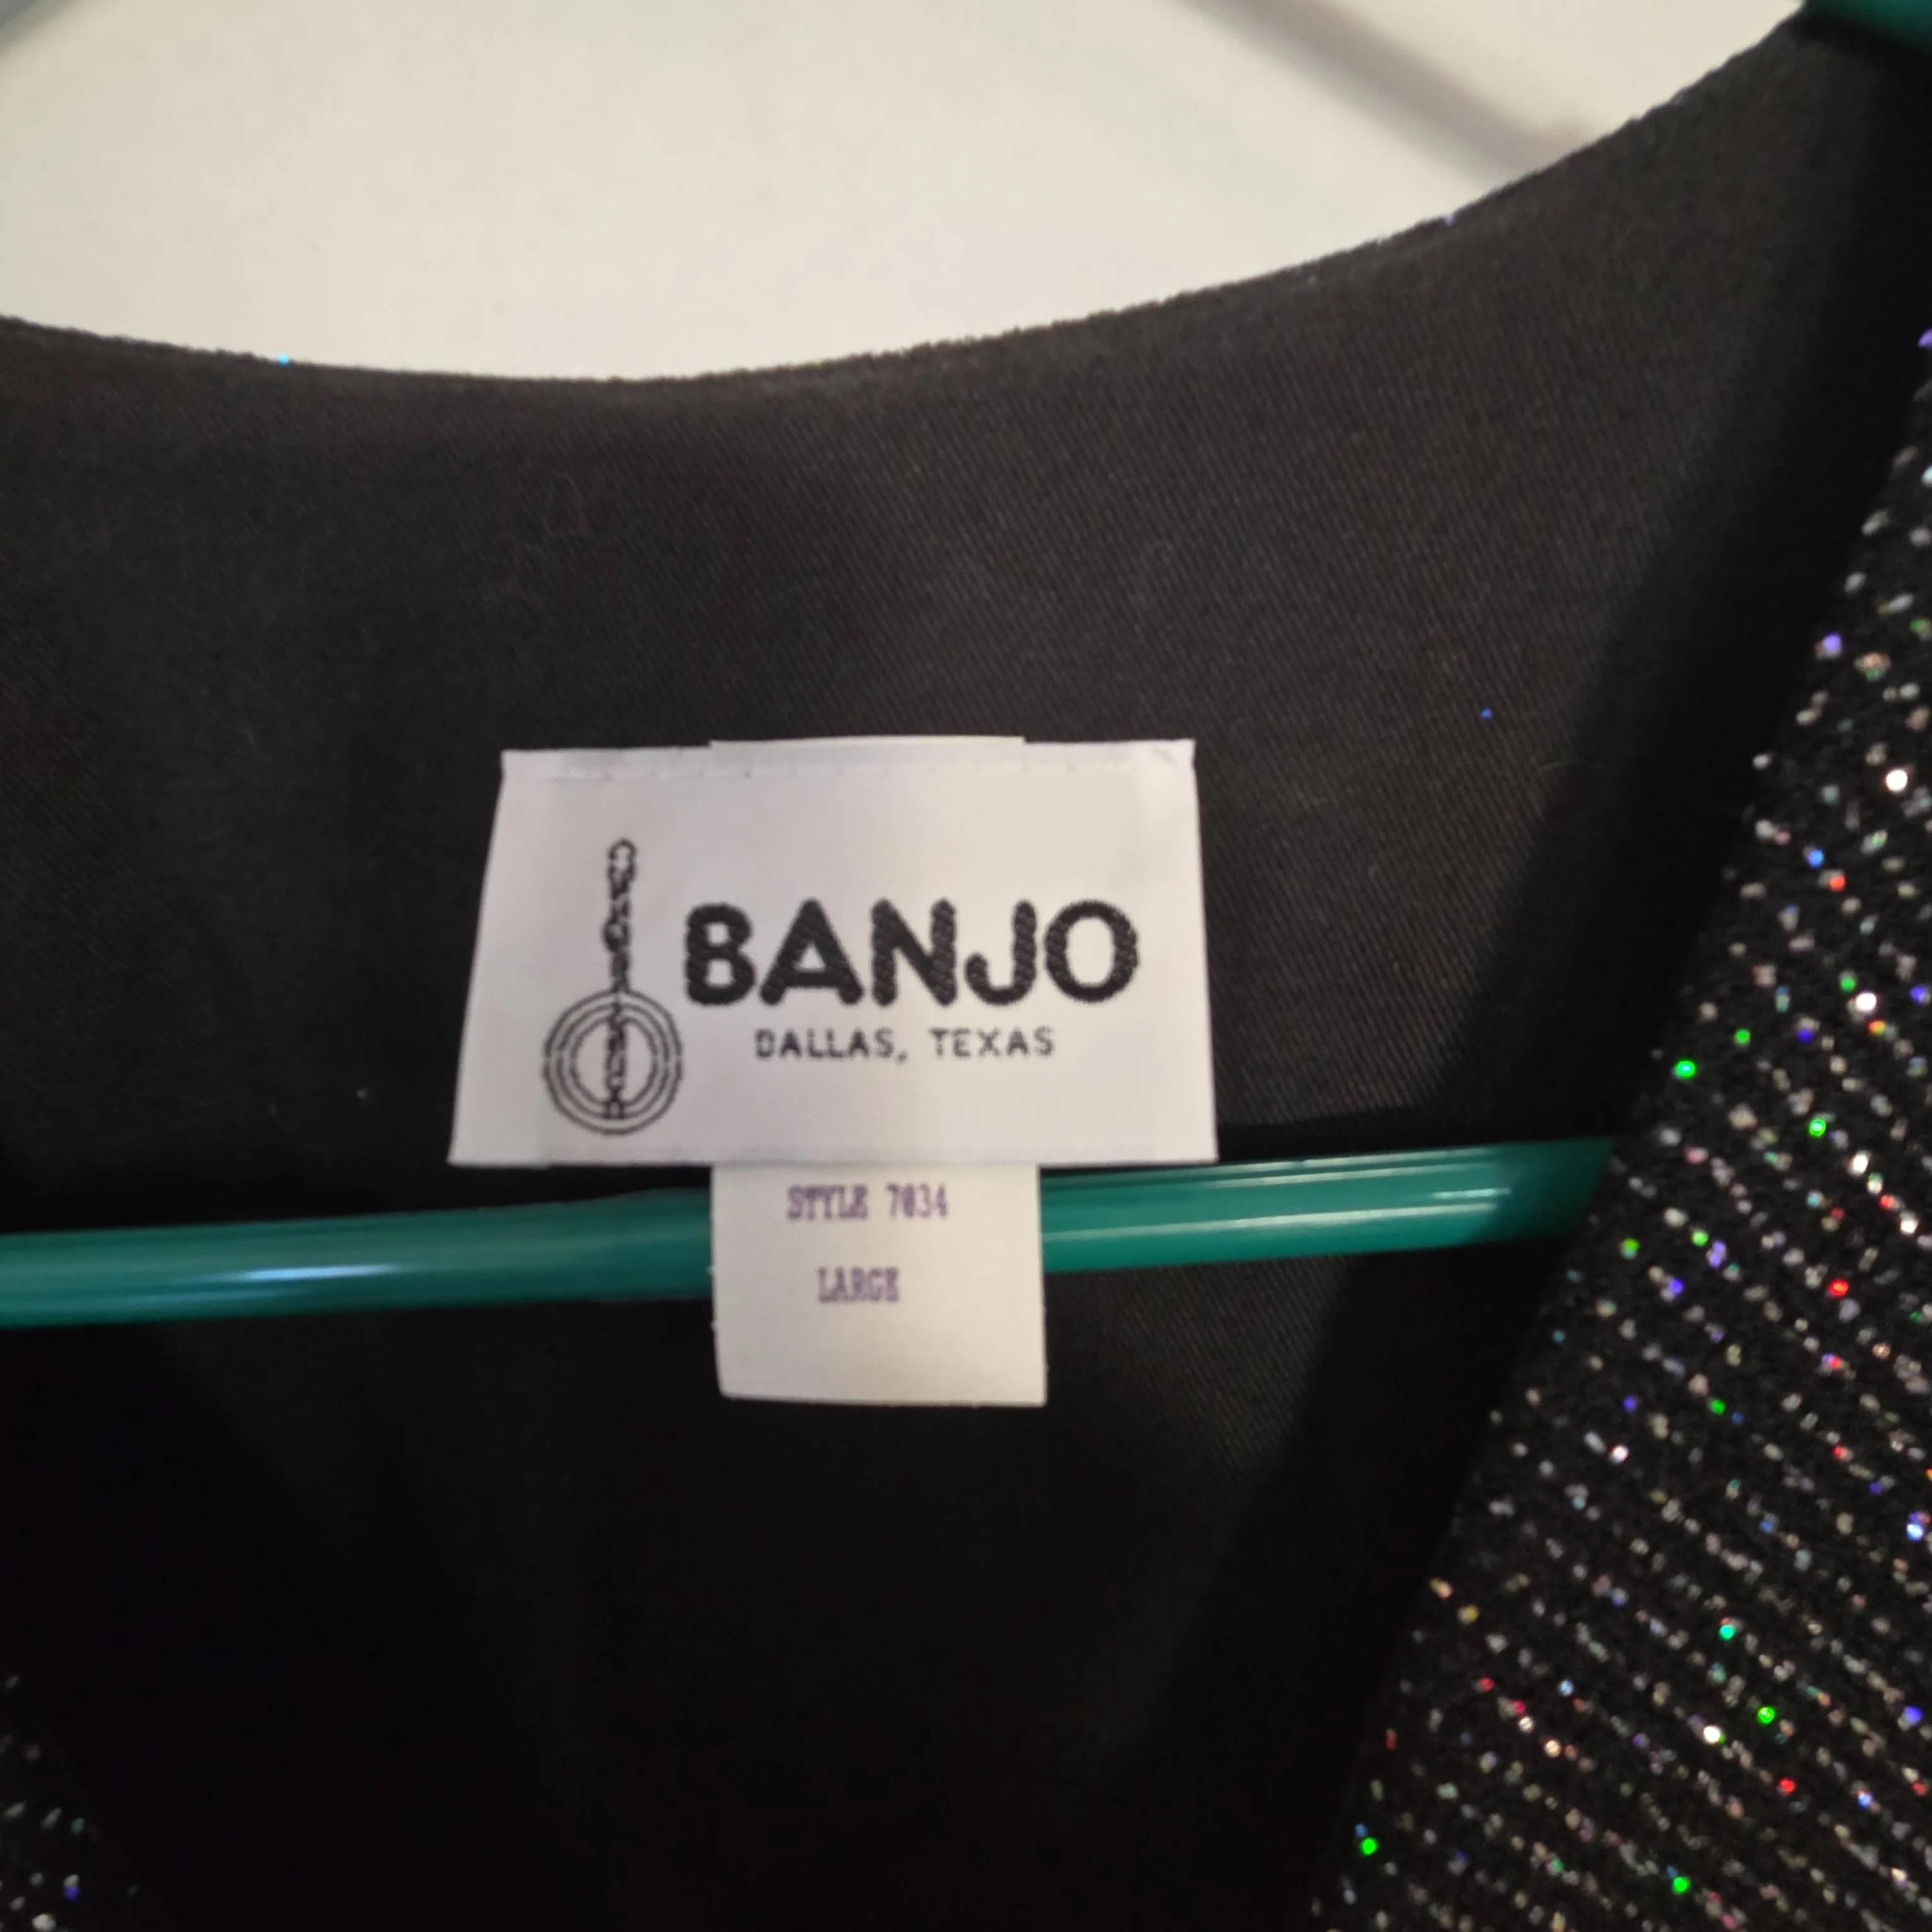 BANJO
DALLAS, TEXAS
STYLE 7034
LARGE